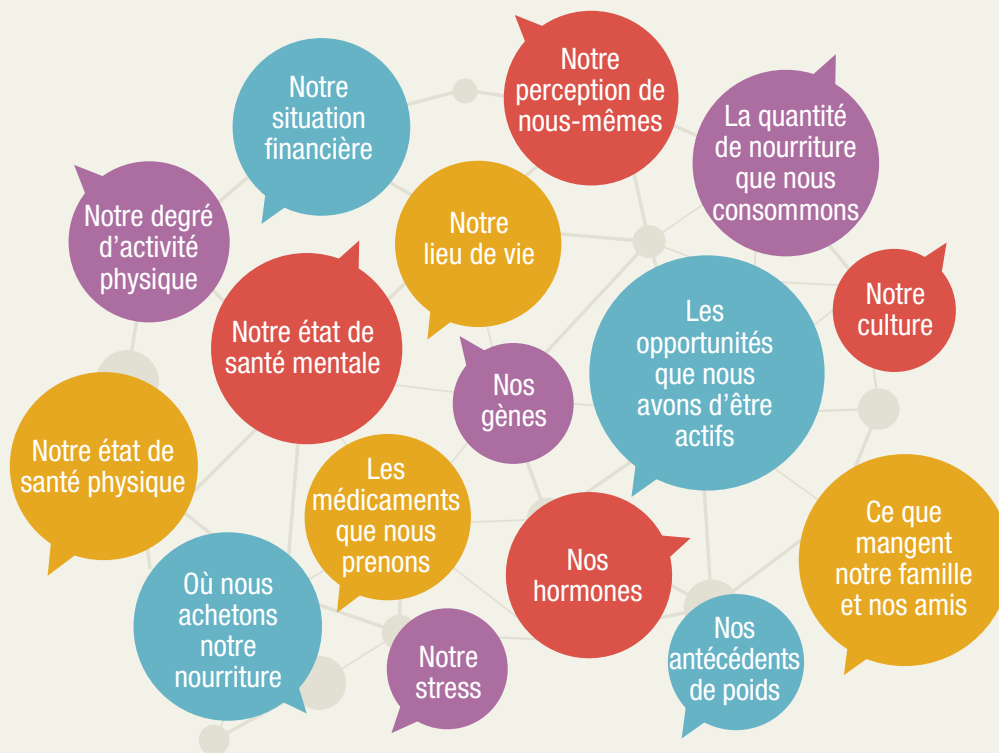 Notre
situation
financière
Notre
perception de
nous-mêmes
La quantité
de nourriture
que nous
consommons
Notre degré
d'activité
physique
Notre
lieu de vie
Notre état de
santé mentale
Les
opportunités
que nous
avons d'être
actifs
Notre
culture
Nos
gènes
Notre état de
santé physique
Les
médicaments
que nous
prenons
Nos
hormones
Ce que
mangent
notre famille
et nos amis
Où nous
achetons
notre
nourriture
Notre
stress
Nos
antécédents
de poids